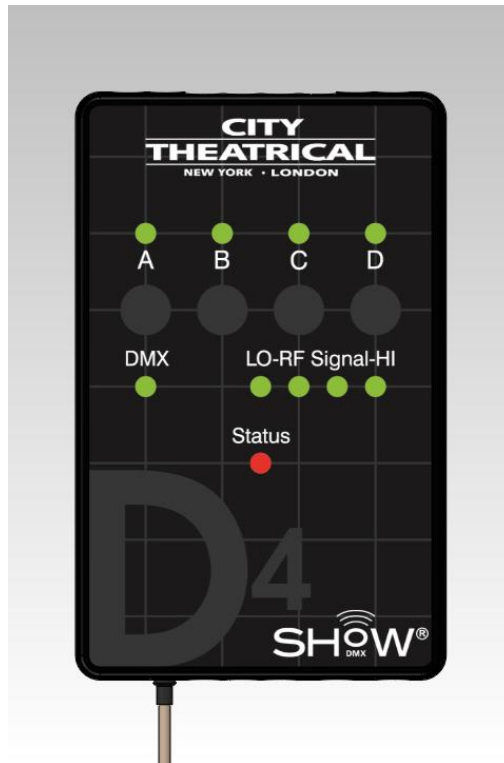 CITY
THEATRICAL
NEW YORK • LONDON
A B C D
DMX LO-RF Signal-HI
Status
D4
SHoW®
DMX